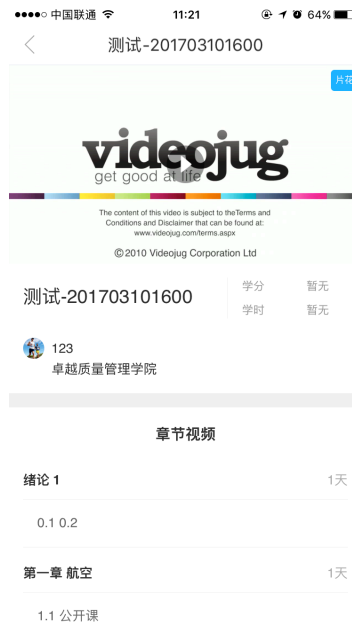 中国联通 11:21 64%
测试-201703101600
片花
videojug
get good at life
The content of this video is subject to theTerms and
Conditions and Disclaimer that can be found at:
www.videojug.com/terms.aspx
©2010 Videojug Corporation Ltd
测试-201703101600
学分 暂无
学时 暂无
123
卓越质量管理学院
章节视频
绪论 1 1天
0.1 0.2
第一章 航空 1天
1.1 公开课